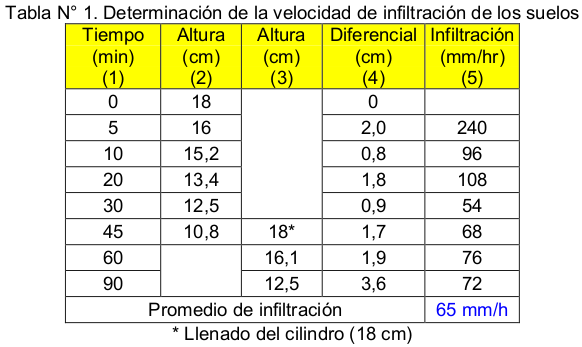 Tabla N° 1. Determinación de la velocidad de infiltración de los suelos
Tiempo (min) (1) Altura (cm) (2) Altura (cm) (3) Diferencial (cm) (4) Infiltración (mm/hr) (5)
0 18 0
5 16 2,0 240
10 15,2 0,8 96
20 13,4 1,8 108
30 12,5 0,9 54
45 10,8 18* 1,7 68
60 16,1 1,9 76
90 12,5 3,6 72
Promedio de infiltración 65 mm/h
* Llenado del cilindro (18 cm)